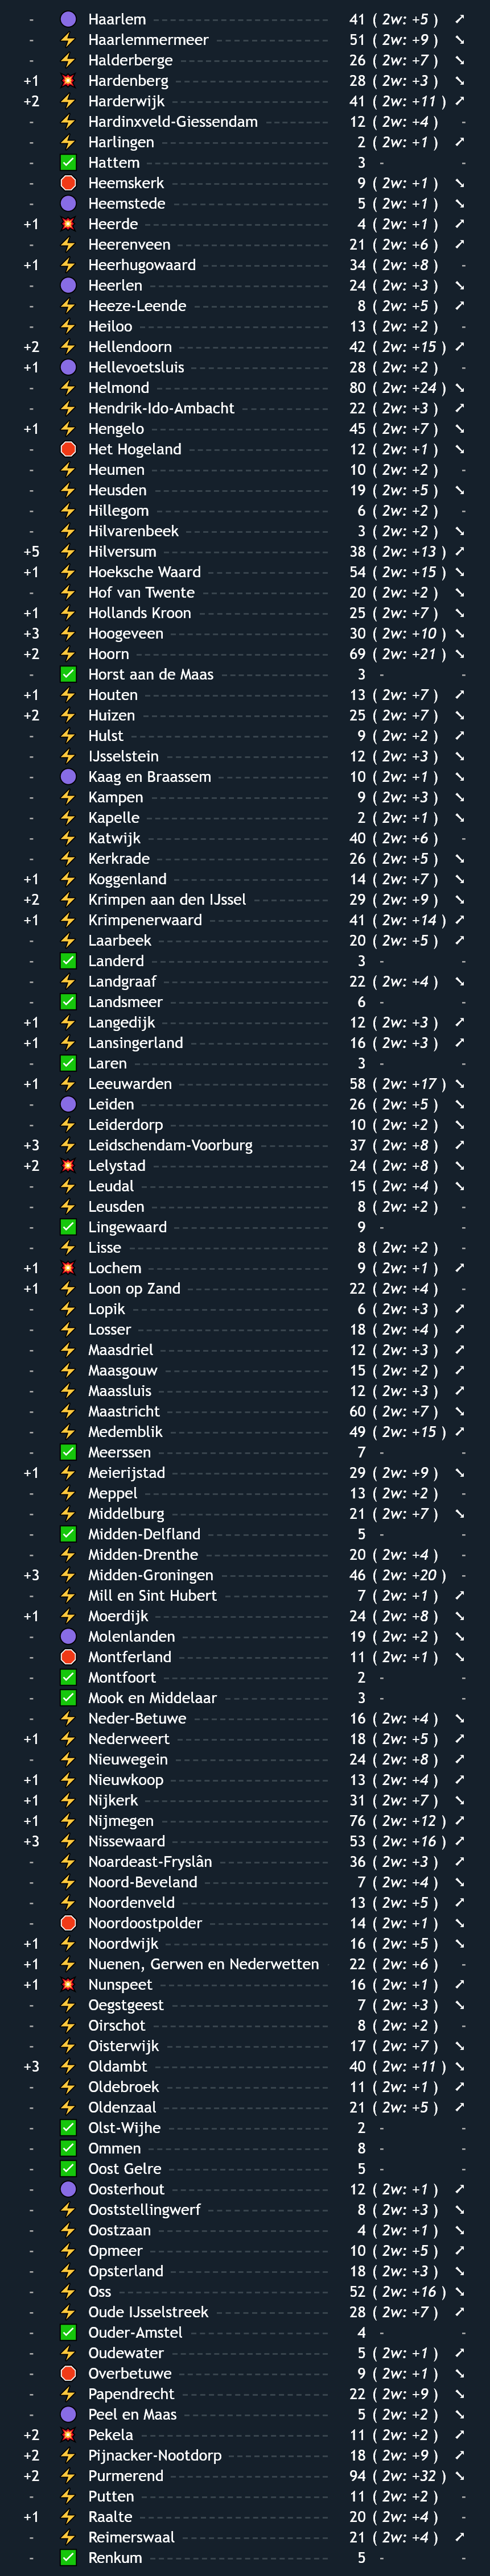 - Haarlem 41 ( 2w: +5 ) ↗
- Haarlemmermeer 51 ( 2w: +9 ) ↘
- Halderberge 26 ( 2w: +7 ) ↘
+1 Hardenberg 28 ( 2w: +3 ) ↘
+2 Harderwijk 41 ( 2w: +11 ) ↗
- Hardinxveld-Giessendam 12 ( 2w: +4 ) -
- Harlingen 2 ( 2w: +1 ) ↗
- Hattem 3 - -
- Heemskerk 9 ( 2w: +1 ) ↘
- Heemstede 5 ( 2w: +1 ) ↘
+1 Heerde 4 ( 2w: +1 ) ↗
- Heerenveen 21 ( 2w: +6 ) ↗
+1 Heerhugowaard 34 ( 2w: +8 ) -
- Heerlen 24 ( 2w: +3 ) ↘
- Heeze-Leende 8 ( 2w: +5 ) ↗
- Heiloo 13 ( 2w: +2 ) -
+2 Hellendoorn 42 ( 2w: +15 ) ↗
+1 Hellevoetsluis 28 ( 2w: +2 ) -
- Helmond 80 ( 2w: +24 ) ↘
- Hendrik-Ido-Ambacht 22 ( 2w: +3 ) ↗
+1 Hengelo 45 ( 2w: +7 ) ↘
- Het Hogeland 12 ( 2w: +1 ) ↘
- Heumen 10 ( 2w: +2 ) -
- Heusden 19 ( 2w: +5 ) ↘
- Hillegom 6 ( 2w: +2 ) -
- Hilvarenbeek 3 ( 2w: +2 ) ↘
+5 Hilversum 38 ( 2w: +13 ) ↗
+1 Hoeksche Waard 54 ( 2w: +15 ) ↘
- Hof van Twente 20 ( 2w: +2 ) ↘
+1 Hollands Kroon 25 ( 2w: +7 ) ↘
+3 Hoogeveen 30 ( 2w: +10 ) ↘
+2 Hoorn 69 ( 2w: +21 ) ↘
- Horst aan de Maas 3 - -
+1 Houten 13 ( 2w: +7 ) ↗
+2 Huizen 25 ( 2w: +7 ) ↘
- Hulst 9 ( 2w: +2 ) ↗
- IJsselstein 12 ( 2w: +3 ) ↘
- Kaag en Braassem 10 ( 2w: +1 ) ↘
- Kampen 9 ( 2w: +3 ) ↘
- Kapelle 2 ( 2w: +1 ) ↘
- Katwijk 40 ( 2w: +6 ) -
- Kerkrade 26 ( 2w: +5 ) ↘
+1 Koggenland 14 ( 2w: +7 ) ↘
+2 Krimpen aan den IJssel 29 ( 2w: +9 ) ↘
+1 Krimpenerwaard 41 ( 2w: +14 ) ↗
- Laarbeek 20 ( 2w: +5 ) ↗
- Landerd 3 - -
- Landgraaf 22 ( 2w: +4 ) ↘
- Landsmeer 6 - -
+1 Langedijk 12 ( 2w: +3 ) ↗
+1 Lansingerland 16 ( 2w: +3 ) ↗
- Laren 3 - -
+1 Leeuwarden 58 ( 2w: +17 ) ↘
- Leiden 26 ( 2w: +5 ) ↘
- Leiderdorp 10 ( 2w: +2 ) ↘
+3 Leidschendam-Voorburg 37 ( 2w: +8 ) ↗
+2 Lelystad 24 ( 2w: +8 ) ↘
- Leudal 15 ( 2w: +4 ) ↘
- Leusden 8 ( 2w: +2 ) -
- Lingewaard 9 - -
- Lisse 8 ( 2w: +2 ) -
+1 Lochem 9 ( 2w: +1 ) ↗
+1 Loon op Zand 22 ( 2w: +4 ) -
- Lopik 6 ( 2w: +3 ) ↗
- Losser 18 ( 2w: +4 ) ↗
- Maasdriel 12 ( 2w: +3 ) ↗
- Maasgouw 15 ( 2w: +2 ) ↗
- Maassluis 12 ( 2w: +3 ) ↗
- Maastricht 60 ( 2w: +7 ) ↘
- Medemblik 49 ( 2w: +15 ) ↗
- Meerssen 7 - -
+1 Meierijstad 29 ( 2w: +9 ) ↘
- Meppel 13 ( 2w: +2 ) -
- Middelburg 21 ( 2w: +7 ) ↘
- Midden-Delfland 5 - -
- Midden-Drenthe 20 ( 2w: +4 ) -
+3 Midden-Groningen 46 ( 2w: +20 ) -
- Mill en Sint Hubert 7 ( 2w: +1 ) ↗
+1 Moerdijk 24 ( 2w: +8 ) ↘
- Molenlanden 19 ( 2w: +2 ) ↘
- Montferland 11 ( 2w: +1 ) ↘
- Montfoort 2 - -
- Mook en Middelaar 3 - -
- Neder-Betuwe 16 ( 2w: +4 ) ↘
+1 Nederweert 18 ( 2w: +5 ) ↗
- Nieuwegein 24 ( 2w: +8 ) ↗
+1 Nieuwkoop 13 ( 2w: +4 ) ↗
+1 Nijkerk 31 ( 2w: +7 ) ↘
+1 Nijmegen 76 ( 2w: +12 ) ↗
+3 Nissewaard 53 ( 2w: +16 ) ↗
- Noardeast-Fryslân 36 ( 2w: +3 ) ↗
- Noord-Beveland 7 ( 2w: +4 ) ↘
- Noordenveld 13 ( 2w: +5 ) ↗
- Noordoostpolder 14 ( 2w: +1 ) ↘
+1 Noordwijk 16 ( 2w: +5 ) ↘
+1 Nuenen, Gerwen en Nederwetten 22 ( 2w: +6 ) -
+1 Nunspeet 16 ( 2w: +1 ) ↗
- Oegstgeest 7 ( 2w: +3 ) ↘
- Oirschot 8 ( 2w: +2 ) -
- Oisterwijk 17 ( 2w: +7 ) ↘
+3 Oldambt 40 ( 2w: +11 ) ↘
- Oldebroek 11 ( 2w: +1 ) ↗
- Oldenzaal 21 ( 2w: +5 ) ↗
- Olst-Wijhe 2 - -
- Ommen 8 - -
- Oost Gelre 5 - -
- Oosterhout 12 ( 2w: +1 ) ↗
- Ooststellingwerf 8 ( 2w: +3 ) ↘
- Oostzaan 4 ( 2w: +1 ) ↘
- Opmeer 10 ( 2w: +5 ) ↗
- Opsterland 18 ( 2w: +3 ) ↘
- Oss 52 ( 2w: +16 ) ↘
- Oude IJsselstreek 28 ( 2w: +7 ) ↗
- Ouder-Amstel 4 - -
- Oudewater 5 ( 2w: +1 ) ↗
- Overbetuwe 9 ( 2w: +1 ) ↘
- Papendrecht 22 ( 2w: +9 ) ↘
- Peel en Maas 5 ( 2w: +2 ) ↘
+2 Pekela 11 ( 2w: +2 ) ↗
+2 Pijnacker-Nootdorp 18 ( 2w: +9 ) ↗
+2 Purmerend 94 ( 2w: +32 ) ↘
- Putten 11 ( 2w: +2 ) -
+1 Raalte 20 ( 2w: +4 ) -
- Reimerswaal 21 ( 2w: +4 ) ↗
- Renkum 5 - -